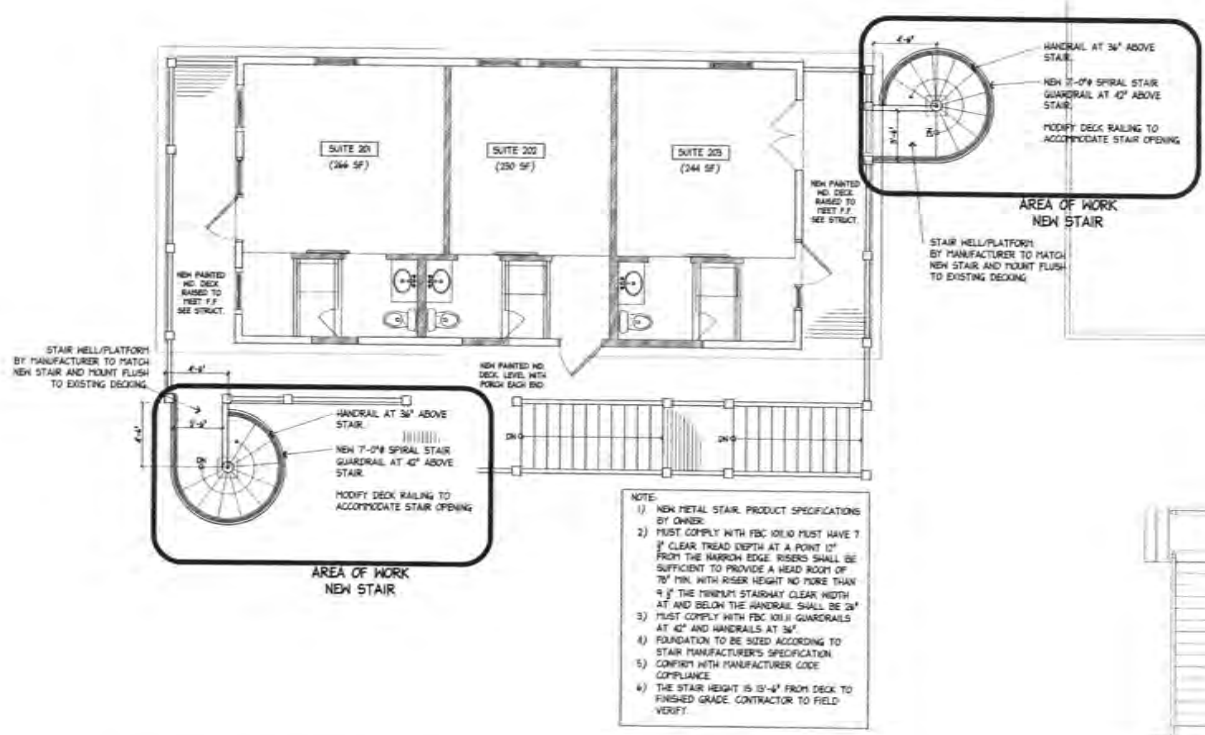 4'-6"
HANDRAIL AT 36" ABOVE
STAIR.
NEW 7'-0"ø SPIRAL STAIR
GUARDRAIL AT 42" ABOVE
STAIR.
MODIFY DECK RAILING TO
ACCOMMODATE STAIR OPENING
DN
AREA OF WORK
NEW STAIR
STAIR WELL/PLATFORM
BY MANUFACTURER TO MATCH
NEW STAIR AND MOUNT FLUSH
TO EXISTING DECKING
SUITE 201
(266 SF)
SUITE 202
(230 SF)
SUITE 203
(244 SF)
NEW PAINTED
WD. DECK
RAISED TO
MEET F.F.
SEE STRUCT.
NEW PAINTED
WD. DECK
RAISED TO
MEET F.F.
SEE STRUCT.
NEW PAINTED WD.
DECK. LEVEL WITH
PORCH EACH END
STAIR WELL/PLATFORM
BY MANUFACTURER TO MATCH
NEW STAIR AND MOUNT FLUSH
TO EXISTING DECKING
4'-6"
4'-6"
HANDRAIL AT 36" ABOVE
STAIR.
NEW 7'-0"ø SPIRAL STAIR
GUARDRAIL AT 42" ABOVE
STAIR.
MODIFY DECK RAILING TO
ACCOMMODATE STAIR OPENING
DN
AREA OF WORK
NEW STAIR
DN
DN
NOTE:
1) NEW METAL STAIR. PRODUCT SPECIFICATIONS
BY OWNER.
2) MUST COMPLY WITH FBC 1011.10 MUST HAVE 7
CLEAR TREAD DEPTH AT A POINT 12"
FROM THE NARROW EDGE. RISERS SHALL BE
SUFFICIENT TO PROVIDE A HEAD ROOM OF
78" MIN. WITH RISER HEIGHT NO MORE THAN
9 THE MINIMUM STAIRWAY CLEAR WIDTH
AT AND BELOW THE HANDRAIL SHALL BE 26"
3) MUST COMPLY WITH FBC 1011.11 GUARDRAILS
AT 42" AND HANDRAILS AT 36".
4) FOUNDATION TO BE SIZED ACCORDING TO
STAIR MANUFACTURER'S SPECIFICATION.
5) CONFIRM WITH MANUFACTURER CODE
COMPLIANCE
6) THE STAIR HEIGHT IS 13'-6" FROM DECK TO
FINISHED GRADE. CONTRACTOR TO FIELD
VERIFY.